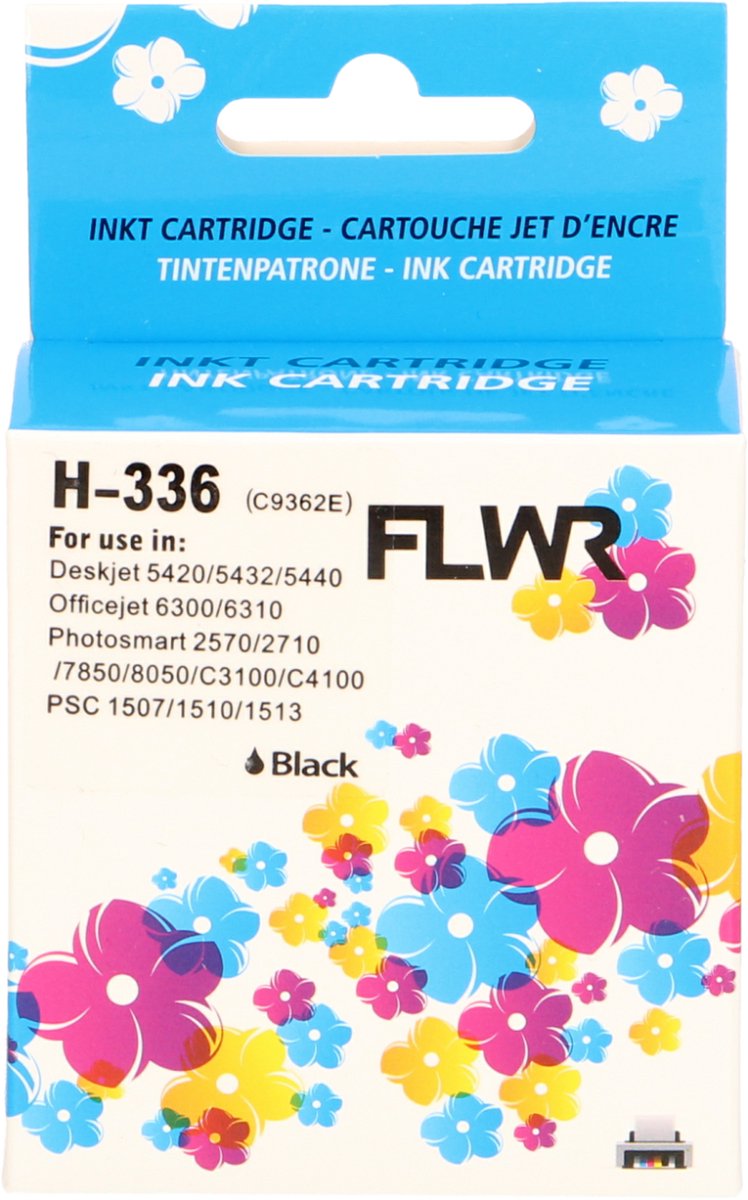 INKT CARTRIDGE - CARTOUCHE JET D'ENCRE
TINTENPATRONE - INK CARTRIDGE
INKT CARTRIDGE
INK CARTRIDGE
H-336 (C9362E)
FLWR
For use in:
Deskjet 5420/5432/5440
Officejet 6300/6310
Photosmart 2570/2710
/7850/8050/C3100/C4100
PSC 1507/1510/1513
Black